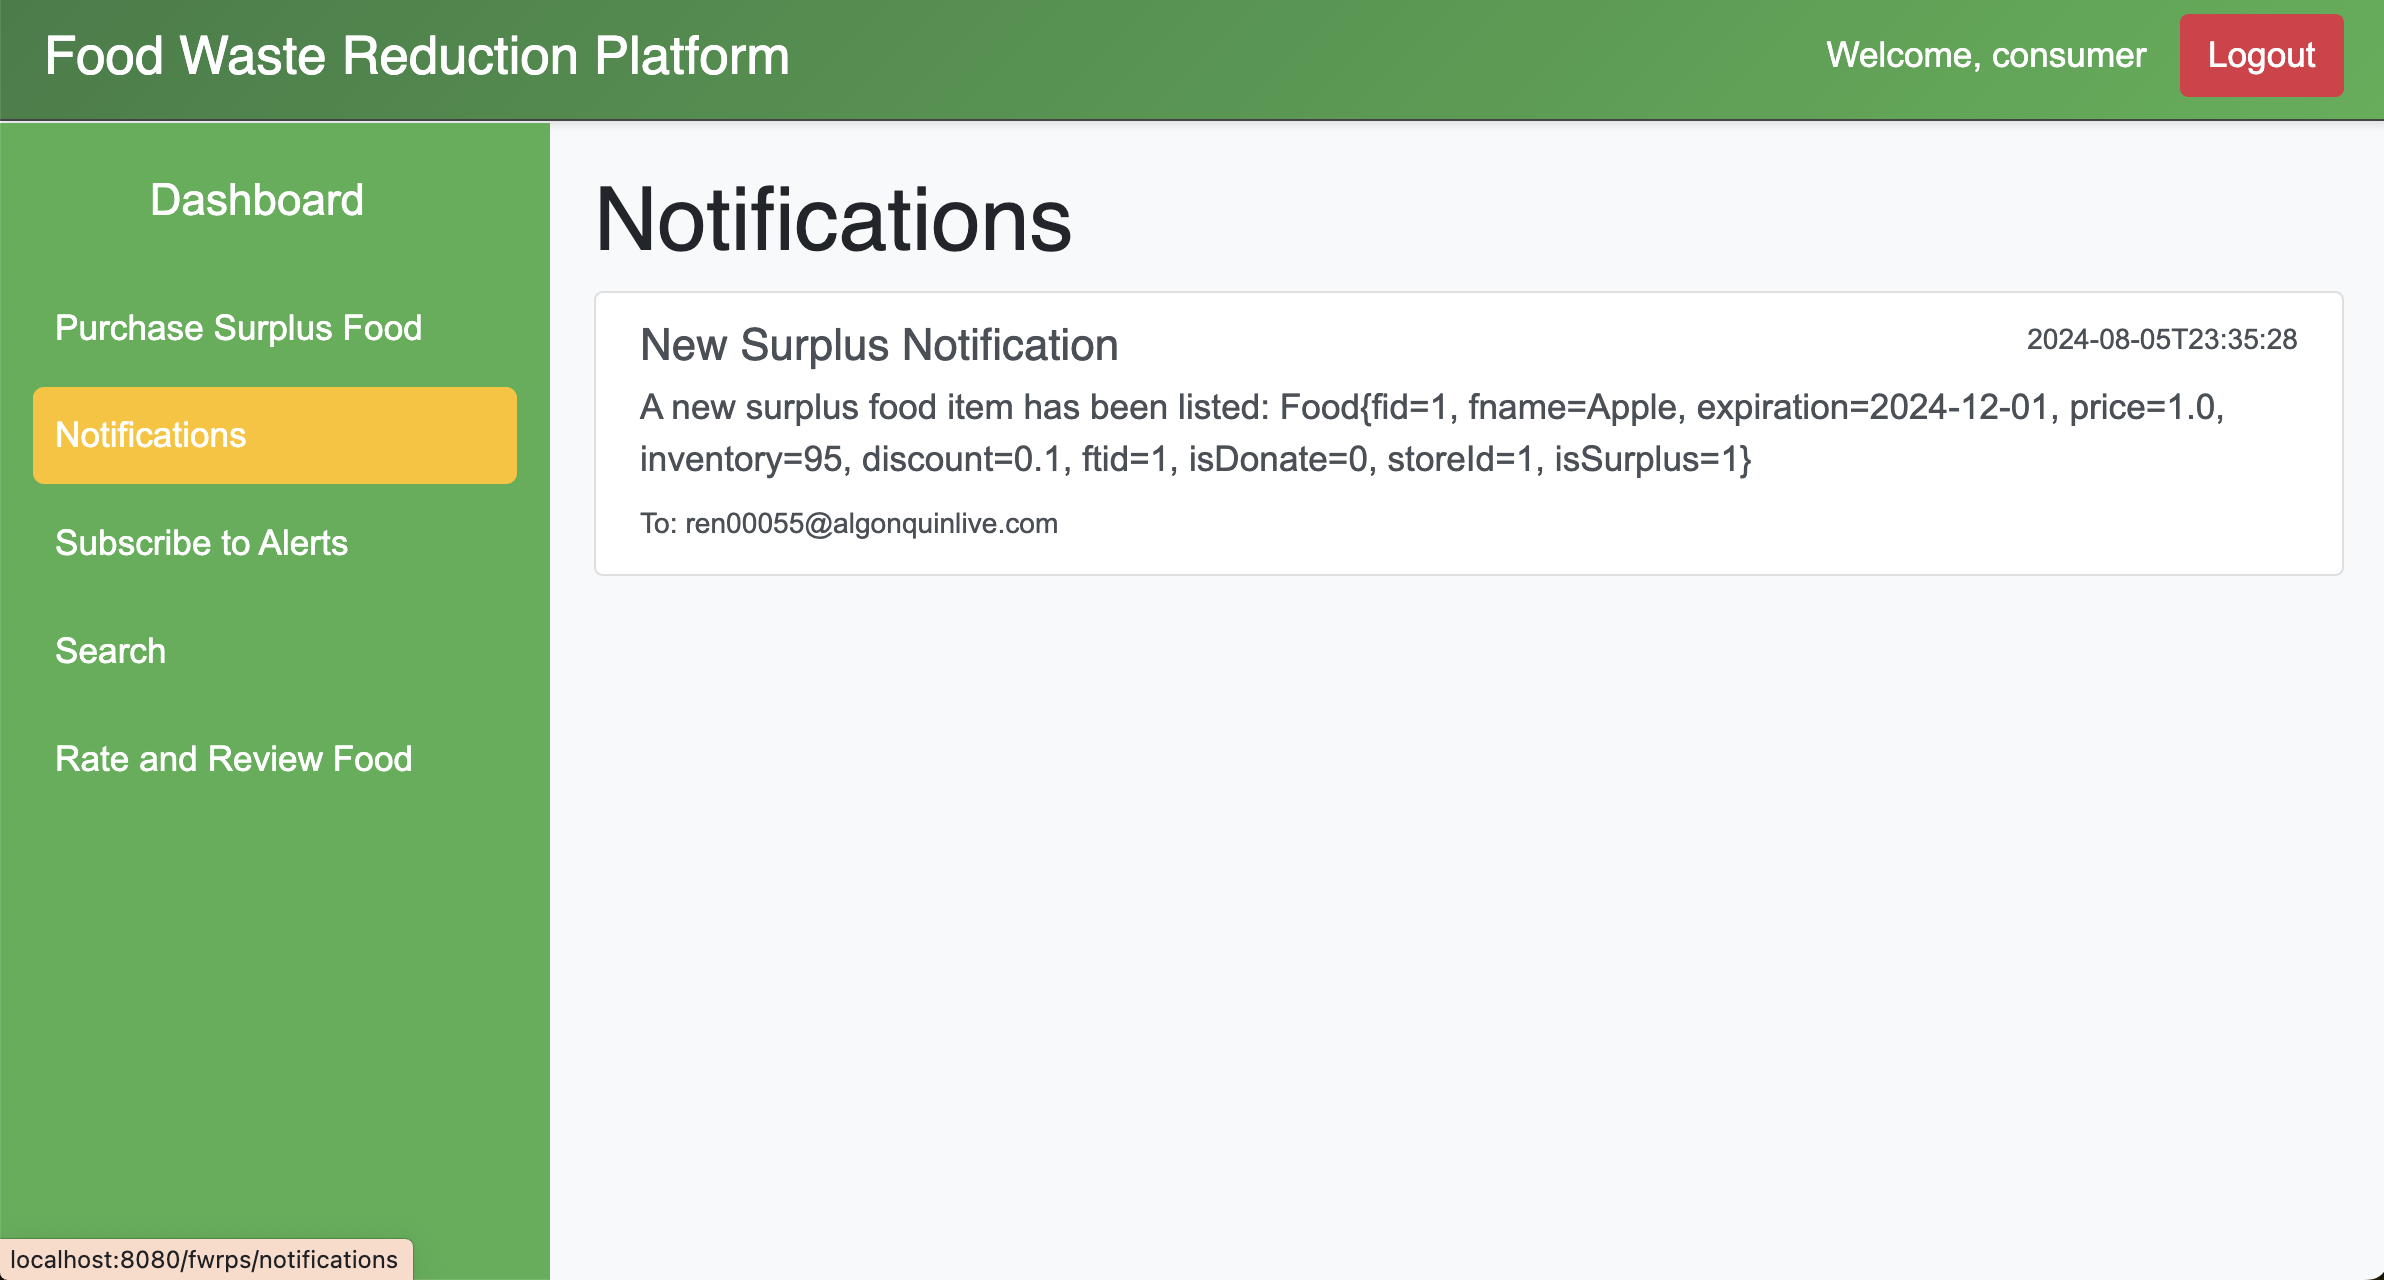 Food Waste Reduction Platform
Welcome, consumer
Logout
Dashboard
Purchase Surplus Food
Notifications
Subscribe to Alerts
Search
Rate and Review Food
Notifications
New Surplus Notification
2024-08-05T23:35:28
A new surplus food item has been listed: Food{fid=1, fname=Apple, expiration=2024-12-01, price=1.0,
inventory=95, discount=0.1, ftid=1, isDonate=0, storeId=1, isSurplus=1}
To: ren00055@algonquinlive.com
localhost:8080/fwrps/notifications